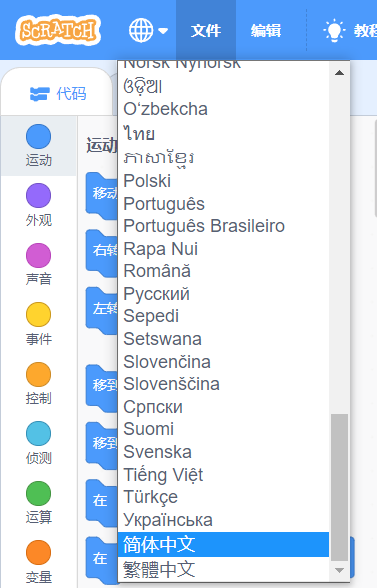 SCRATCH
文件
编辑
教程
代码
Norsk Nynorsk
ଓଡ଼ିଆ
O'zbekcha
ไทย
ភាសាខ្មែរ
Polski
Português
Português Brasileiro
Rapa Nui
Română
Русский
Sepedi
Setswana
Slovenčina
Slovenščina
Српски
Suomi
Svenska
Tiếng Việt
Türkçe
Українська
简体中文
繁體中文
运动
外观
声音
事件
控制
侦测
运算
变量
运动
移动
右转
左转
移到
移到
在
在